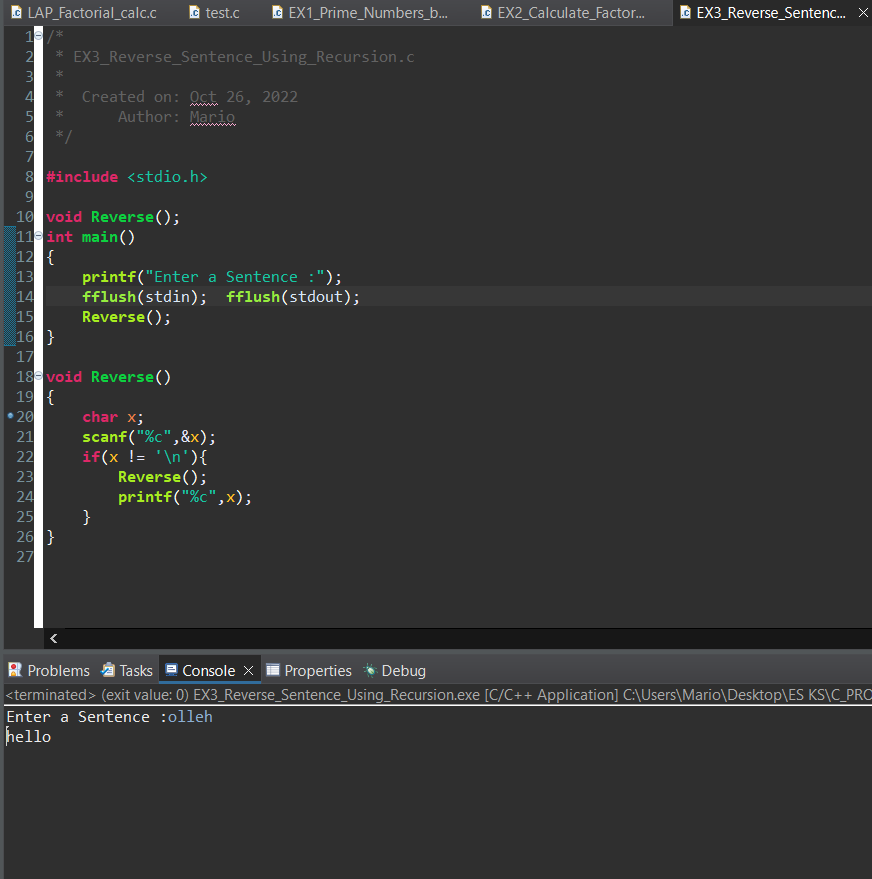 LAP_Factorial_calc.c test.c EX1_Prime_Numbers_b... EX2_Calculate_Factor... EX3_Reverse_Sentenc...
1 /*
2  * EX3_Reverse_Sentence_Using_Recursion.c
3  *
4  *  Created on: Oct 26, 2022
5  *      Author: Mario
6  */
7
8 #include <stdio.h>
9
10 void Reverse();
11 int main()
12 {
13     printf("Enter a Sentence :");
14     fflush(stdin);  fflush(stdout);
15     Reverse();
16 }
17
18 void Reverse()
19 {
20     char x;
21     scanf("%c",&x);
22     if(x != '\n'){
23         Reverse();
24         printf("%c",x);
25     }
26 }
27
Problems Tasks Console Properties Debug
<terminated> (exit value: 0) EX3_Reverse_Sentence_Using_Recursion.exe [C/C++ Application] C:\Users\Mario\Desktop\ES KS\C_PRO
Enter a Sentence :olleh
hello